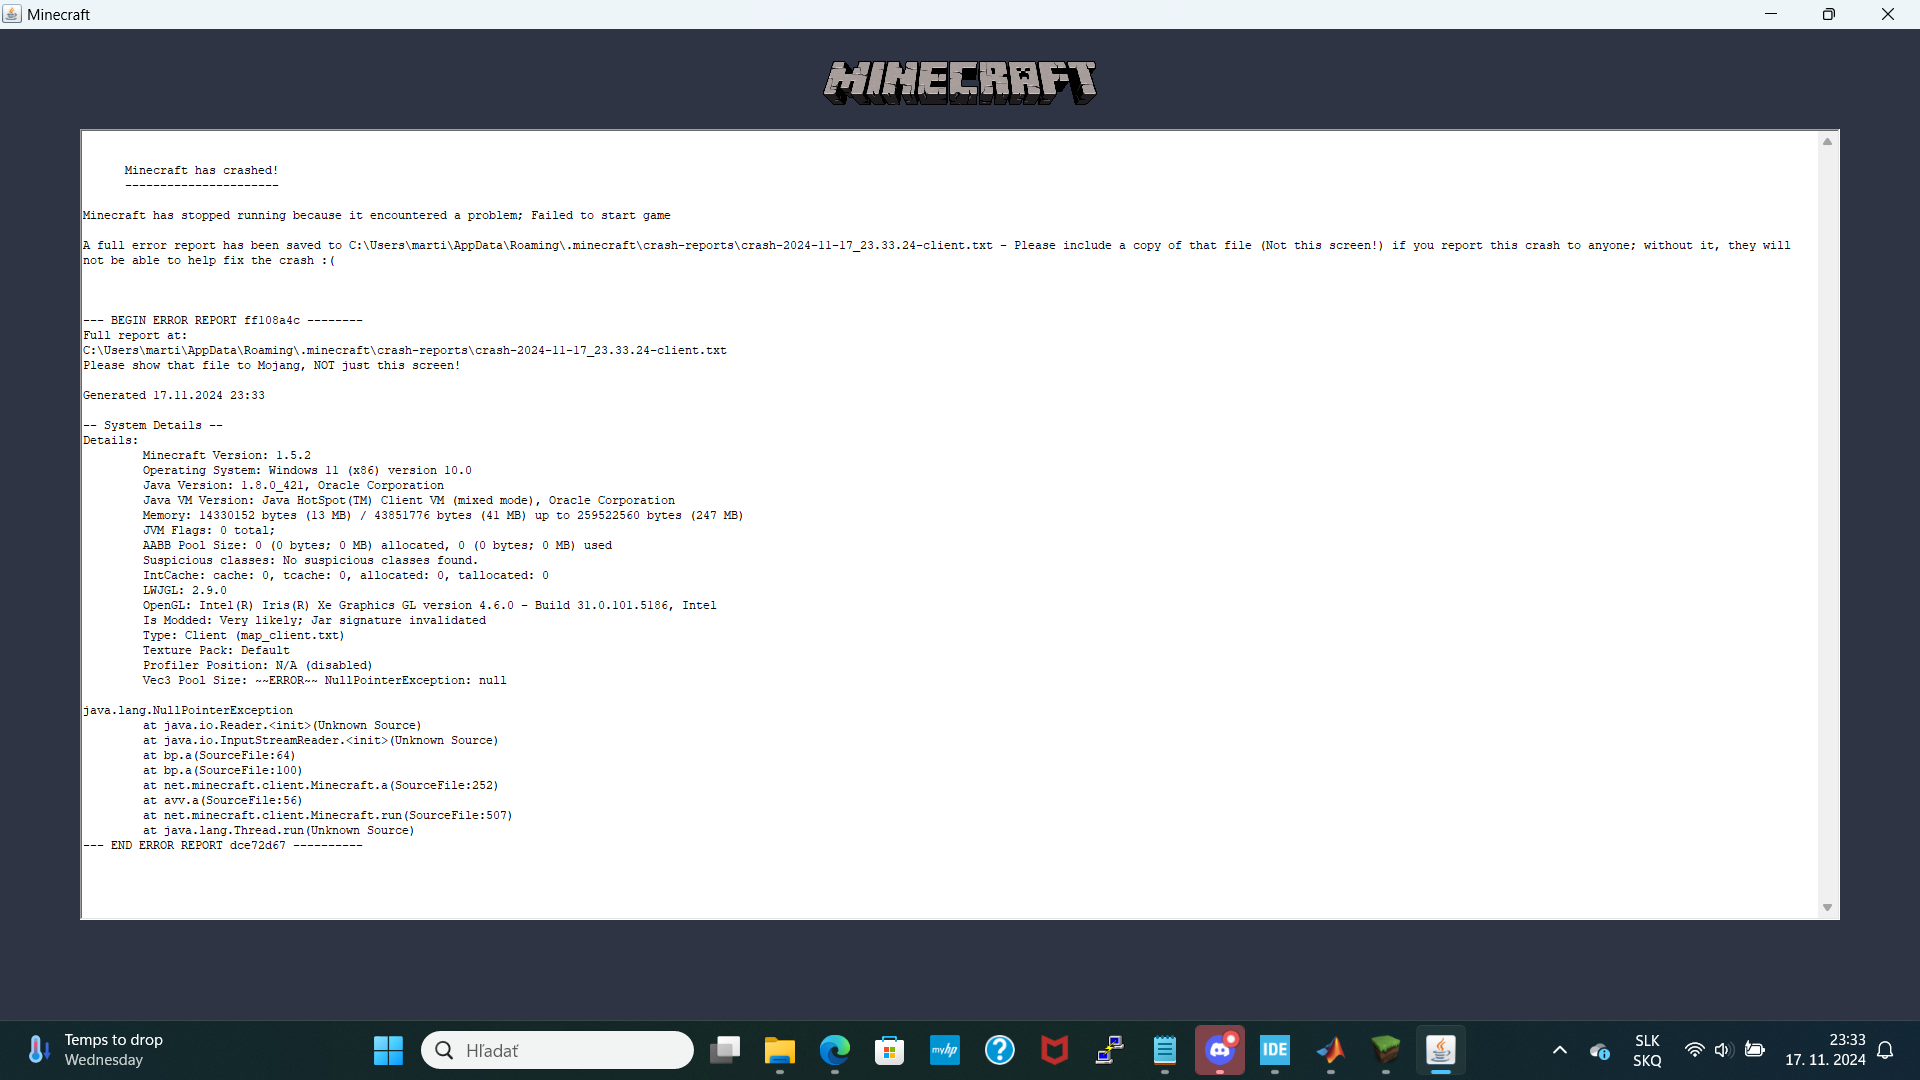 Minecraft
MINECRAFT
Minecraft has crashed!
----------------------
Minecraft has stopped running because it encountered a problem; Failed to start game
A full error report has been saved to C:\Users\marti\AppData\Roaming\.minecraft\crash-reports\crash-2024-11-17_23.33.24-client.txt - Please include a copy of that file (Not this screen!) if you report this crash to anyone; without it, they will
not be able to help fix the crash :(
--- BEGIN ERROR REPORT ff108a4c --------
Full report at:
C:\Users\marti\AppData\Roaming\.minecraft\crash-reports\crash-2024-11-17_23.33.24-client.txt
Please show that file to Mojang, NOT just this screen!
Generated 17.11.2024 23:33
-- System Details --
Details:
Minecraft Version: 1.5.2
Operating System: Windows 11 (x86) version 10.0
Java Version: 1.8.0_421, Oracle Corporation
Java VM Version: Java HotSpot(TM) Client VM (mixed mode), Oracle Corporation
Memory: 14330152 bytes (13 MB) / 43851776 bytes (41 MB) up to 259522560 bytes (247 MB)
JVM Flags: 0 total;
AABB Pool Size: 0 (0 bytes; 0 MB) allocated, 0 (0 bytes; 0 MB) used
Suspicious classes: No suspicious classes found.
IntCache: cache: 0, tcache: 0, allocated: 0, tallocated: 0
LWJGL: 2.9.0
OpenGL: Intel(R) Iris(R) Xe Graphics GL version 4.6.0 - Build 31.0.101.5186, Intel
Is Modded: Very likely; Jar signature invalidated
Type: Client (map_client.txt)
Texture Pack: Default
Profiler Position: N/A (disabled)
Vec3 Pool Size: ~~ERROR~~ NullPointerException: null
java.lang.NullPointerException
at java.io.Reader.<init>(Unknown Source)
at java.io.InputStreamReader.<init>(Unknown Source)
at bp.a(SourceFile:64)
at bp.a(SourceFile:100)
at net.minecraft.client.Minecraft.a(SourceFile:252)
at avv.a(SourceFile:56)
at net.minecraft.client.Minecraft.run(SourceFile:507)
at java.lang.Thread.run(Unknown Source)
--- END ERROR REPORT dce72d67 ----------
Temps to drop
Wednesday
Hľadať
myhp
IDE
SLK
SKQ
23:33
17. 11. 2024